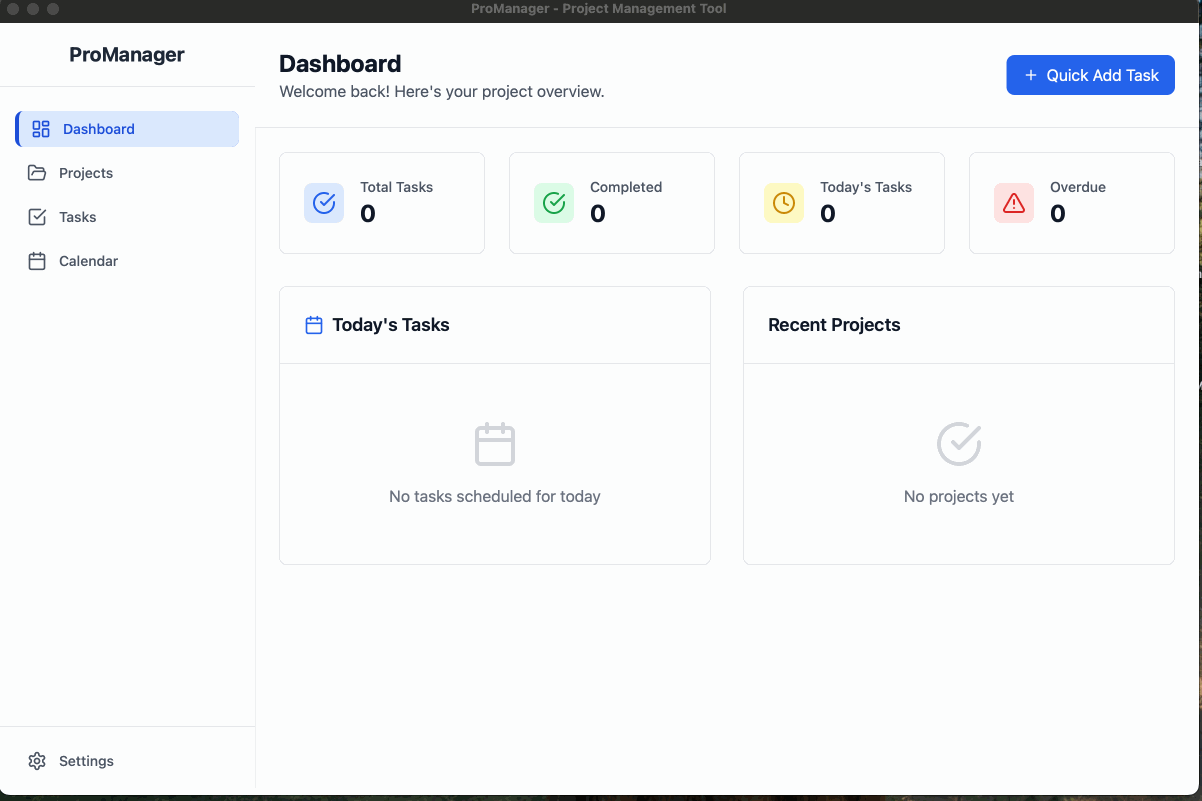 ProManager - Project Management Tool
ProManager
Dashboard
Projects
Tasks
Calendar
Settings
Dashboard
Welcome back! Here's your project overview.
+ Quick Add Task
Total Tasks
0
Completed
0
Today's Tasks
0
Overdue
0
Today's Tasks
No tasks scheduled for today
Recent Projects
No projects yet